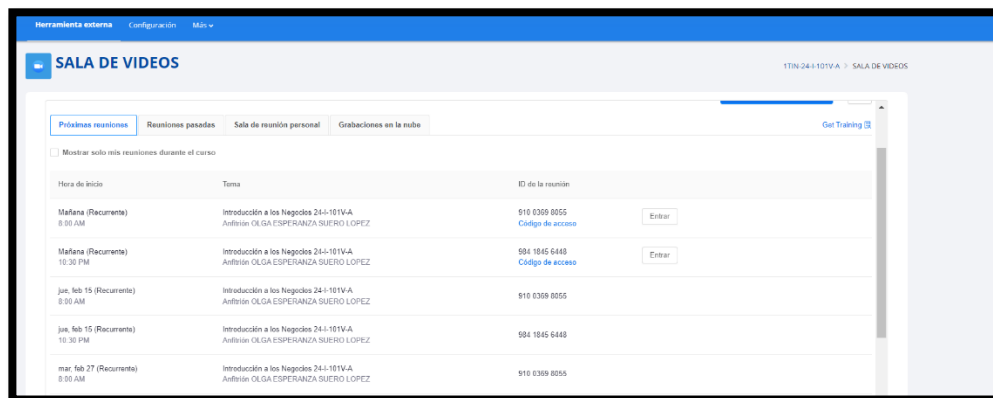 Herramienta externa Configuración Más
SALA DE VIDEOS
1TIN-24-I-101V-A > SALA DE VIDEOS
Próximas reuniones Reuniones pasadas Sala de reunión personal Grabaciones en la nube Get Training
Mostrar solo mis reuniones durante el curso
Hora de inicio Tema ID de la reunión
Mañana (Recurrente) Introducción a los Negocios 24-I-101V-A 910 0369 8055 Entrar
8:00 AM Anfitrión OLGA ESPERANZA SUERO LOPEZ Código de acceso
Mañana (Recurrente) Introducción a los Negocios 24-I-101V-A 984 1845 6448 Entrar
10:30 PM Anfitrión OLGA ESPERANZA SUERO LOPEZ Código de acceso
jue, feb 15 (Recurrente) Introducción a los Negocios 24-I-101V-A 910 0369 8055
8:00 AM Anfitrión OLGA ESPERANZA SUERO LOPEZ
jue, feb 15 (Recurrente) Introducción a los Negocios 24-I-101V-A 984 1845 6448
10:30 PM Anfitrión OLGA ESPERANZA SUERO LOPEZ
mar, feb 27 (Recurrente) Introducción a los Negocios 24-I-101V-A 910 0369 8055
8:00 AM Anfitrión OLGA ESPERANZA SUERO LOPEZ